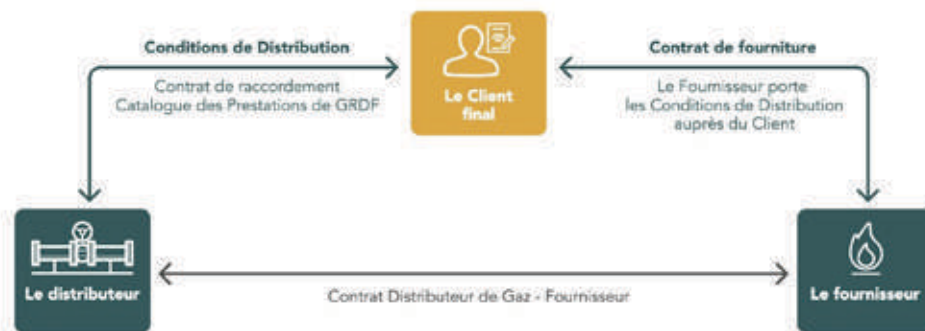 Conditions de Distribution
Contrat de raccordement
Catalogue des Prestations de GRDF
Le Client
final
Contrat de fourniture
Le Fournisseur porte
les Conditions de Distribution
auprès du Client
Le distributeur
Contrat Distributeur de Gaz - Fournisseur
Le fournisseur